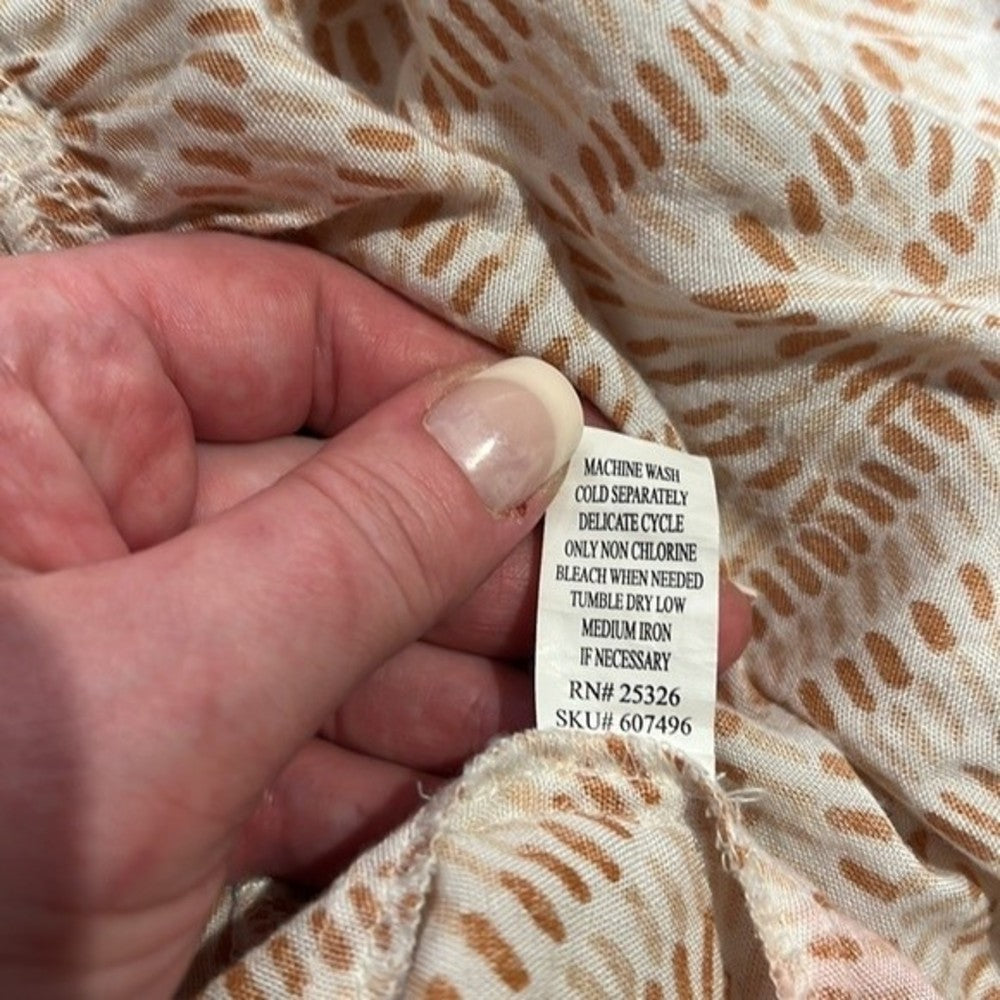 MACHINE WASH
COLD SEPARATELY
DELICATE CYCLE
ONLY NON CHLORINE
BLEACH WHEN NEEDED
TUMBLE DRY LOW
MEDIUM IRON
IF NECESSARY
RN# 25326
SKU# 607496